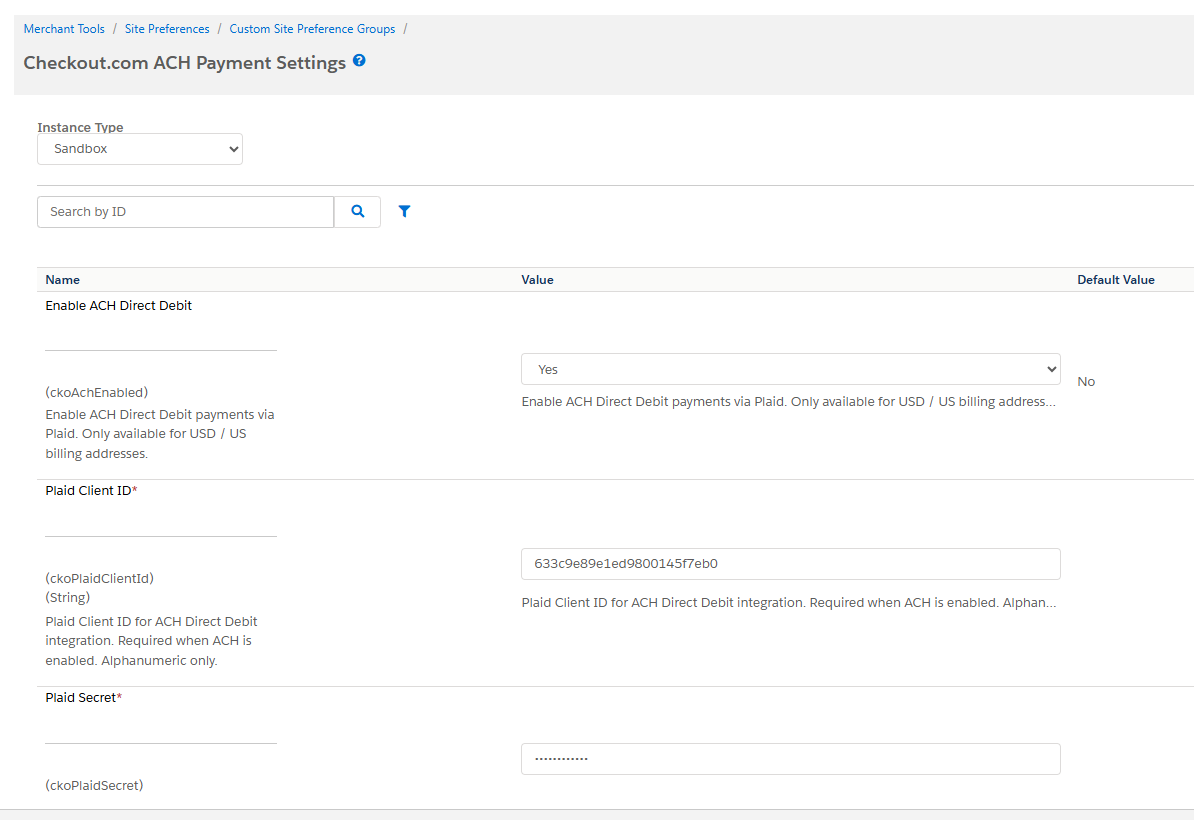 Merchant Tools / Site Preferences / Custom Site Preference Groups /
Checkout.com ACH Payment Settings ?
Instance Type
Sandbox
Search by ID
Name Value Default Value
Enable ACH Direct Debit
Yes
No
(ckoAchEnabled)
Enable ACH Direct Debit payments via Plaid. Only available for USD / US billing address...
Enable ACH Direct Debit payments via
Plaid. Only available for USD / US
billing addresses.
Plaid Client ID*
633c9e89e1ed9800145f7eb0
(ckoPlaidClientId)
(String)
Plaid Client ID for ACH Direct Debit integration. Required when ACH is enabled. Alphan...
Plaid Client ID for ACH Direct Debit
integration. Required when ACH is
enabled. Alphanumeric only.
Plaid Secret*
............
(ckoPlaidSecret)